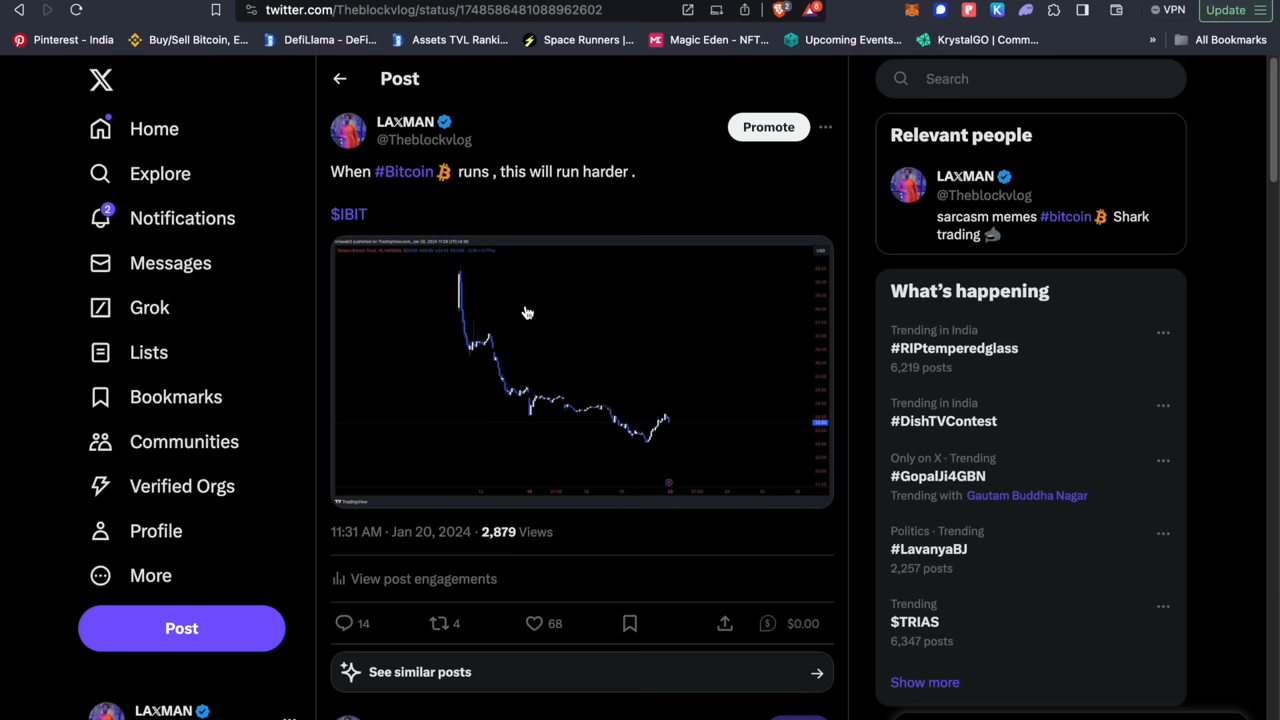 twitter.com/Theblockvlog/status/1748586481088962602
2
6
VPN
Update
Pinterest - India
Buy/Sell Bitcoin, E...
DefiLlama - DeFi...
Assets TVL Ranki...
Space Runners |...
Magic Eden - NFT...
Upcoming Events...
KrystalGO | Comm...
»
All Bookmarks
Home
Explore
2
Notifications
Messages
Grok
Lists
Bookmarks
Communities
Verified Orgs
Profile
More
Post
LAXMAN
Post
LAXMAN
@Theblockvlog
Promote
When #Bitcoin runs , this will run harder .
$IBIT
TradingView
11:31 AM · Jan 20, 2024 · 2,879 Views
View post engagements
14
4
68
$0.00
See similar posts
Search
Relevant people
LAXMAN
@Theblockvlog
sarcasm memes #bitcoin Shark
trading
What's happening
Trending in India
#RIPtemperedglass
6,219 posts
Trending in India
#DishTVContest
Only on X · Trending
#GopalJi4GBN
Trending with Gautam Buddha Nagar
Politics · Trending
#LavanyaBJ
2,257 posts
Trending
$TRIAS
6,347 posts
Show more